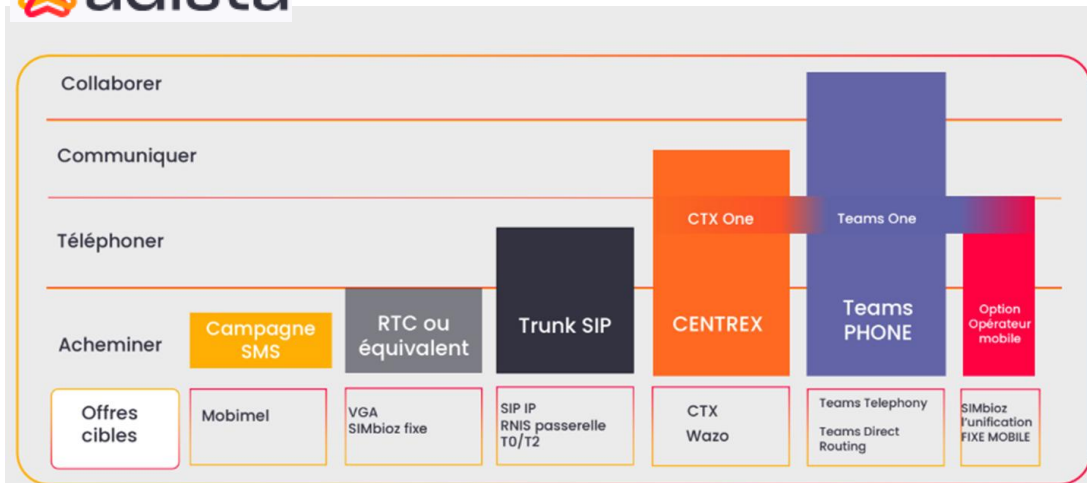 adista
Collaborer
Communiquer
CTX One
Teams One
Téléphoner
Acheminer
Campagne
SMS
RTC ou
équivalent
Trunk SIP
CENTREX
Teams
PHONE
Option
Opérateur
mobile
Offres
cibles
Mobimel
VGA
SIMbioz fixe
SIP IP
RNIS passerelle
T0/T2
CTX
Wazo
Teams Telephony
Teams Direct
Routing
SIMbioz
l'unification
FIXE MOBILE